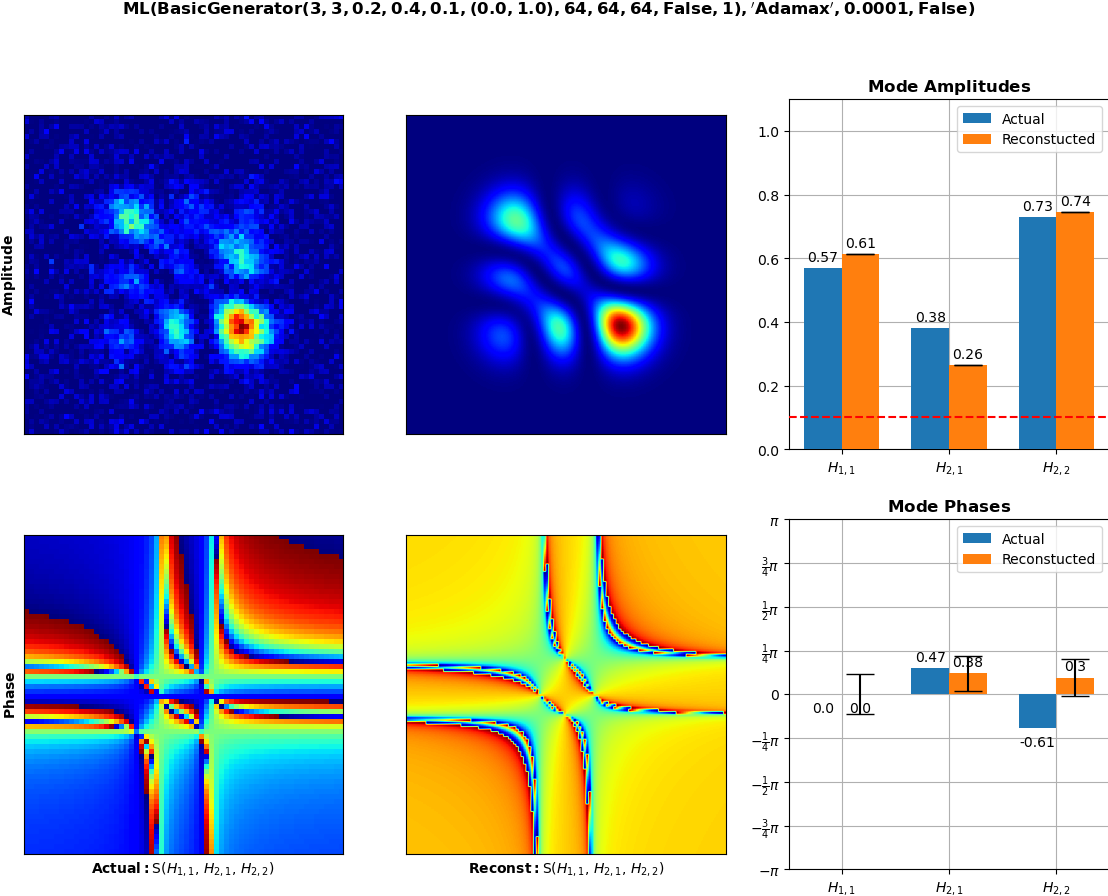 ML(BasicGenerator(3, 3, 0.2, 0.4, 0.1, (0.0, 1.0), 64, 64, 64, False, 1), ′Adamax′, 0.0001, False)
Amplitude
Mode Amplitudes
Actual
Reconstucted
1.0
0.8
0.6
0.4
0.2
0.0
0.57
0.61
0.38
0.26
0.73
0.74
H1,1
H2,1
H2,2
Phase
Actual: S(H1,1, H2,1, H2,2)
Reconst: S(H1,1, H2,1, H2,2)
Mode Phases
Actual
Reconstucted
π
3/4π
1/2π
1/4π
0
−1/4π
−1/2π
−3/4π
−π
0.0
0.0
0.47
0.38
-0.61
0.3
H1,1
H2,1
H2,2